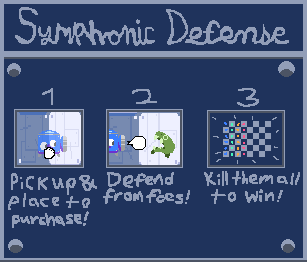 Symphonic Defense
1 2 3
Pick up &
place to
purchase!
Defend
from foes!
Kill them all
to win!